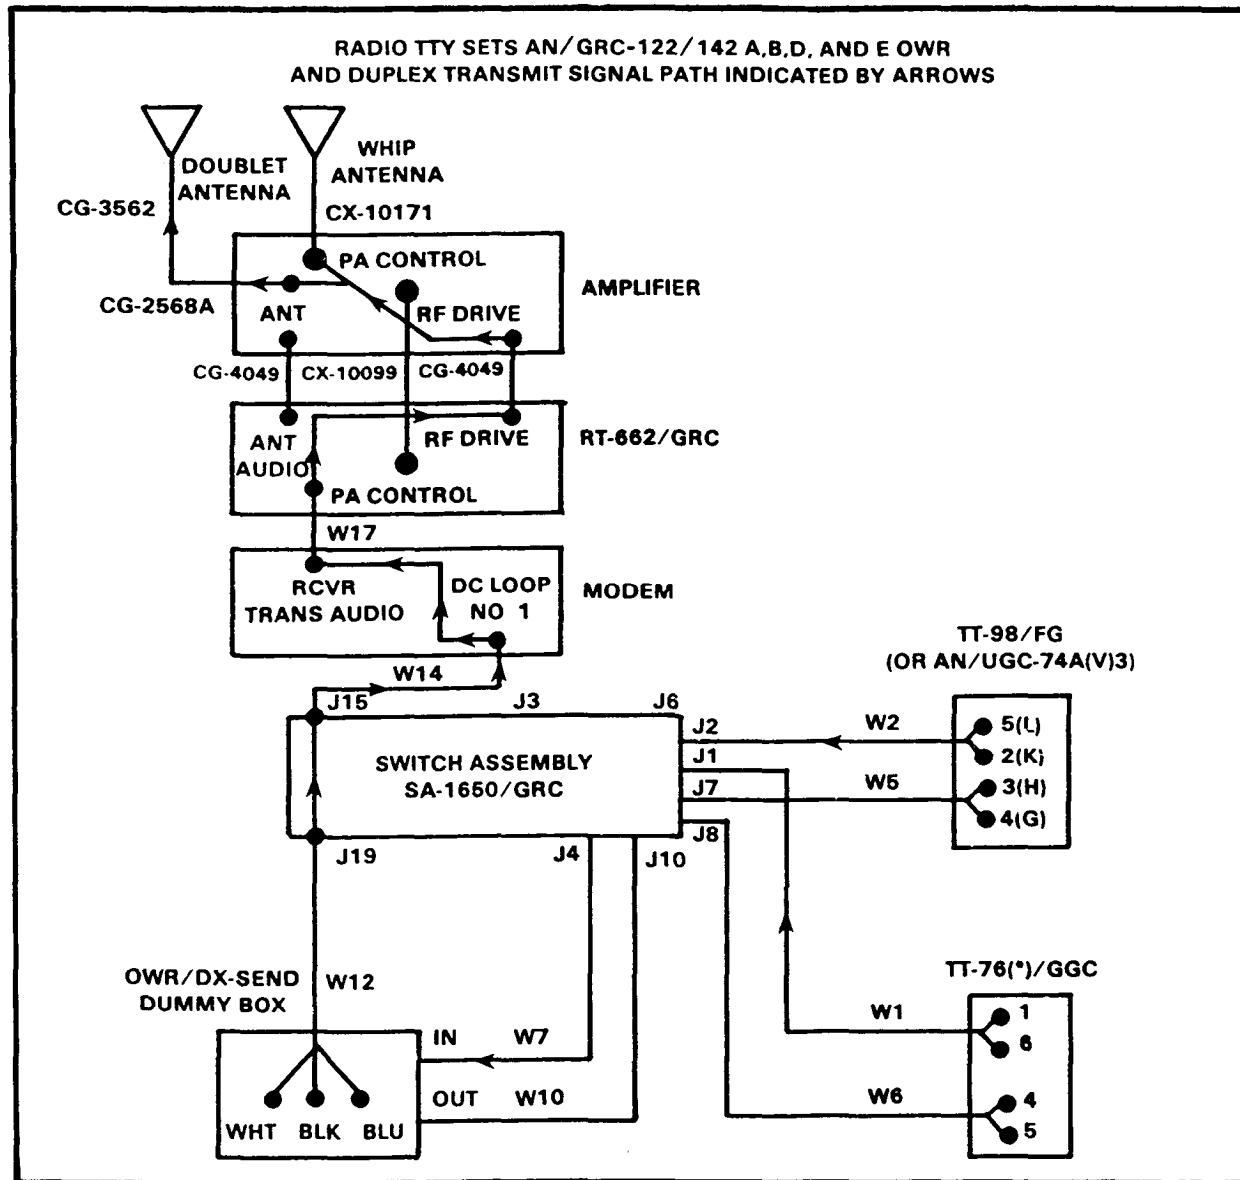 RADIO TTY SETS AN/GRC-122/142 A,B,D, AND E OWR
AND DUPLEX TRANSMIT SIGNAL PATH INDICATED BY ARROWS
DOUBLET
ANTENNA
WHIP
ANTENNA
CG-3562
CX-10171
PA CONTROL
CG-2568A
ANT
RF DRIVE
AMPLIFIER
CG-4049
CX-10099
CG-4049
ANT
AUDIO
RF DRIVE
PA CONTROL
RT-662/GRC
W17
RCVR
TRANS AUDIO
DC LOOP
NO 1
MODEM
W14
J15
J3
J6
SWITCH ASSEMBLY
SA-1650/GRC
J2
J1
J7
J8
J19
J4
J10
W2
W5
TT-98/FG
(OR AN/UGC-74A(V)3)
5(L)
2(K)
3(H)
4(G)
OWR/DX-SEND
DUMMY BOX
W12
IN
W7
OUT
W10
WHT
BLK
BLU
TT-76(*)/GGC
W1
1
6
W6
4
5